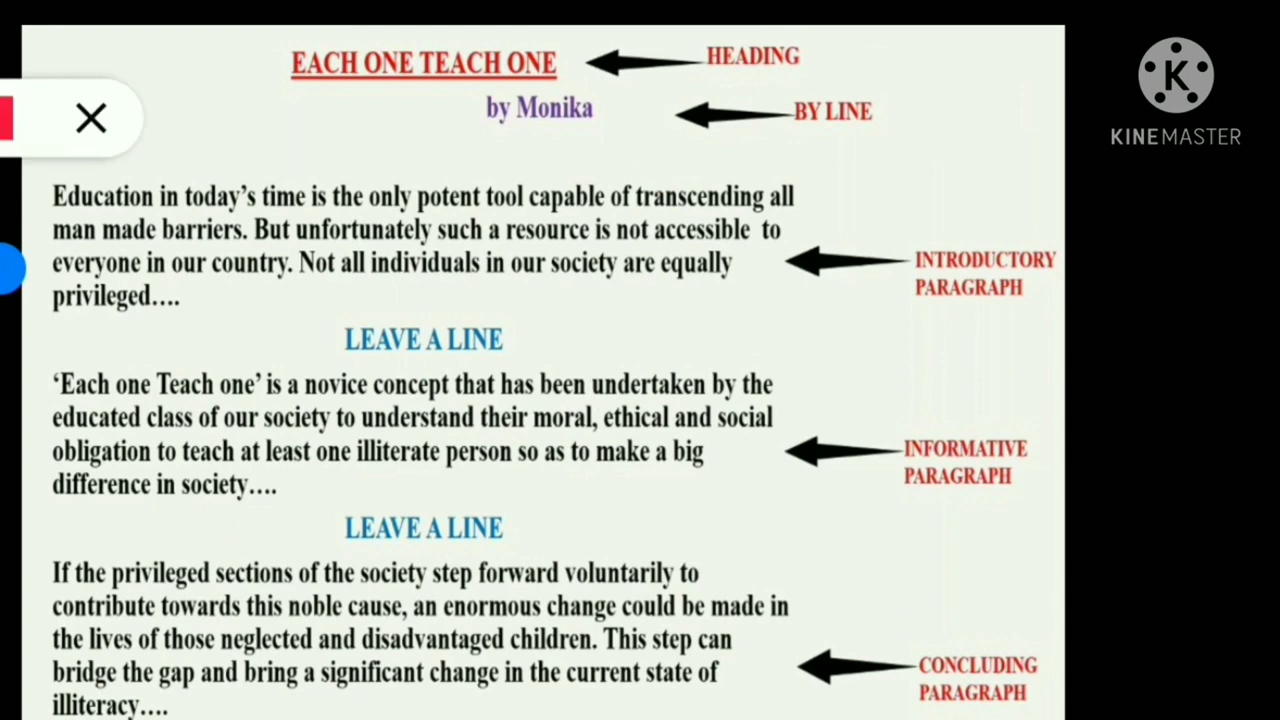 EACH ONE TEACH ONE
HEADING
by Monika
BY LINE
KINEMASTER
Education in today’s time is the only potent tool capable of transcending all
man made barriers. But unfortunately such a resource is not accessible to
everyone in our country. Not all individuals in our society are equally
privileged….
INTRODUCTORY
PARAGRAPH
LEAVE A LINE
‘Each one Teach one’ is a novice concept that has been undertaken by the
educated class of our society to understand their moral, ethical and social
obligation to teach at least one illiterate person so as to make a big
difference in society….
INFORMATIVE
PARAGRAPH
LEAVE A LINE
If the privileged sections of the society step forward voluntarily to
contribute towards this noble cause, an enormous change could be made in
the lives of those neglected and disadvantaged children. This step can
bridge the gap and bring a significant change in the current state of
illiteracy….
CONCLUDING
PARAGRAPH